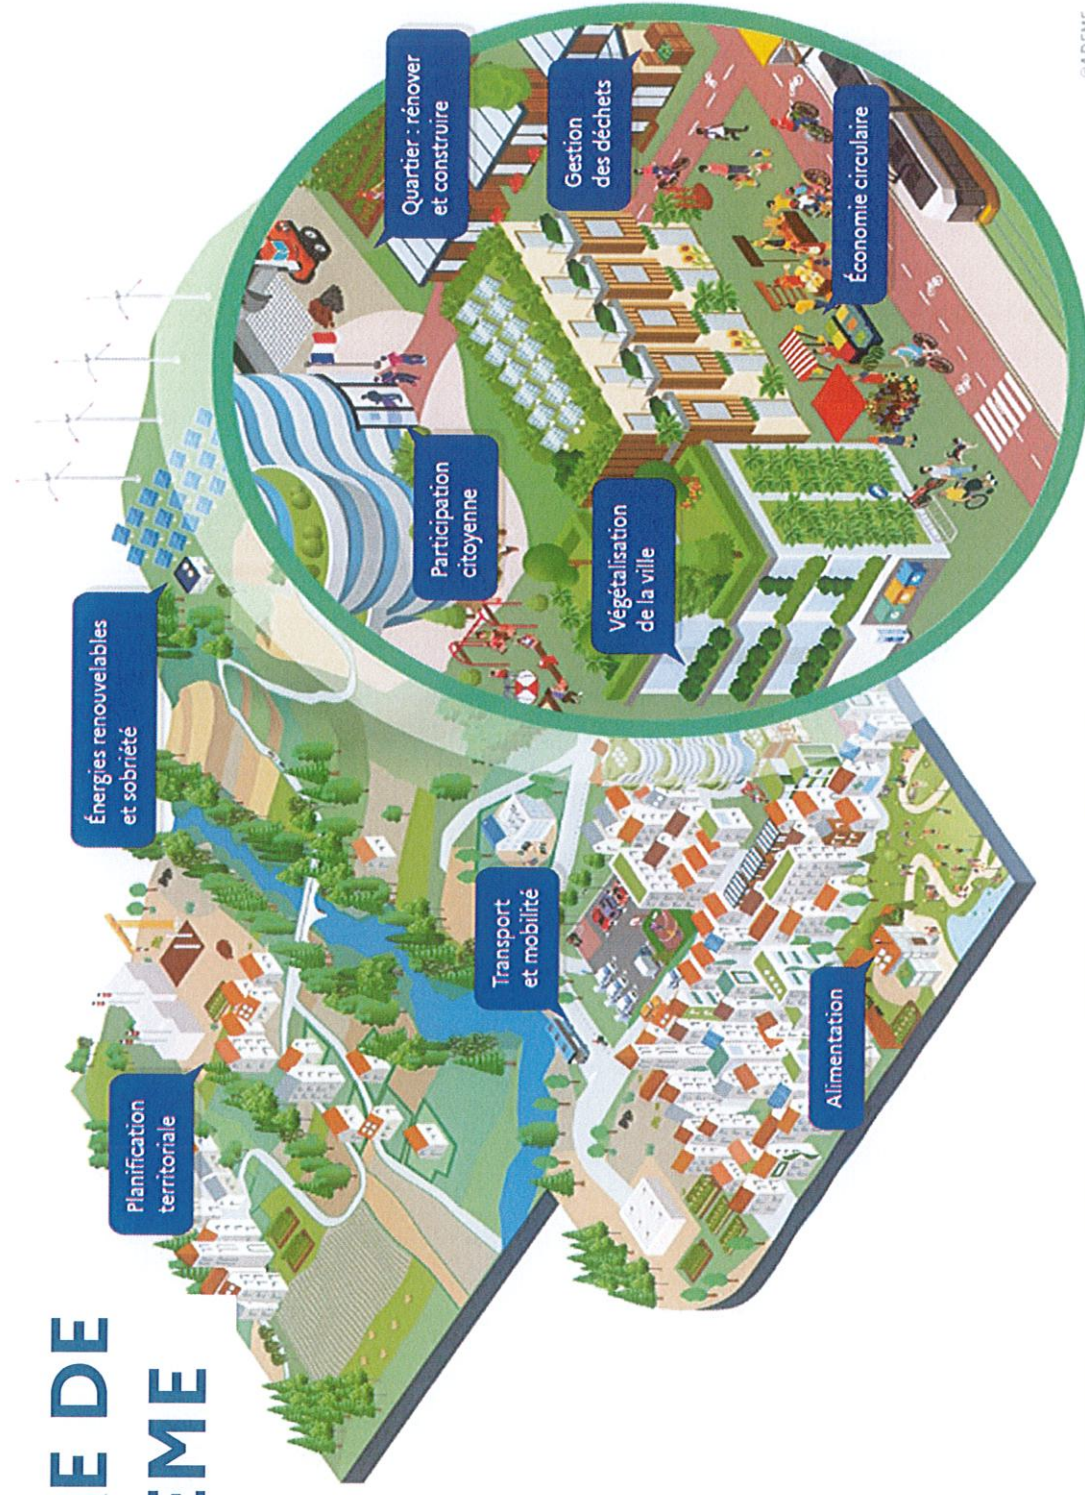 DE
Planification
territoriale
Énergies renouvelables
et sobriété
Quartier : rénover
et construire
Participation
citoyenne
Gestion
des déchets
Transport
et mobilité
Végétalisation
de la ville
Alimentation
Économie circulaire
©ADEME